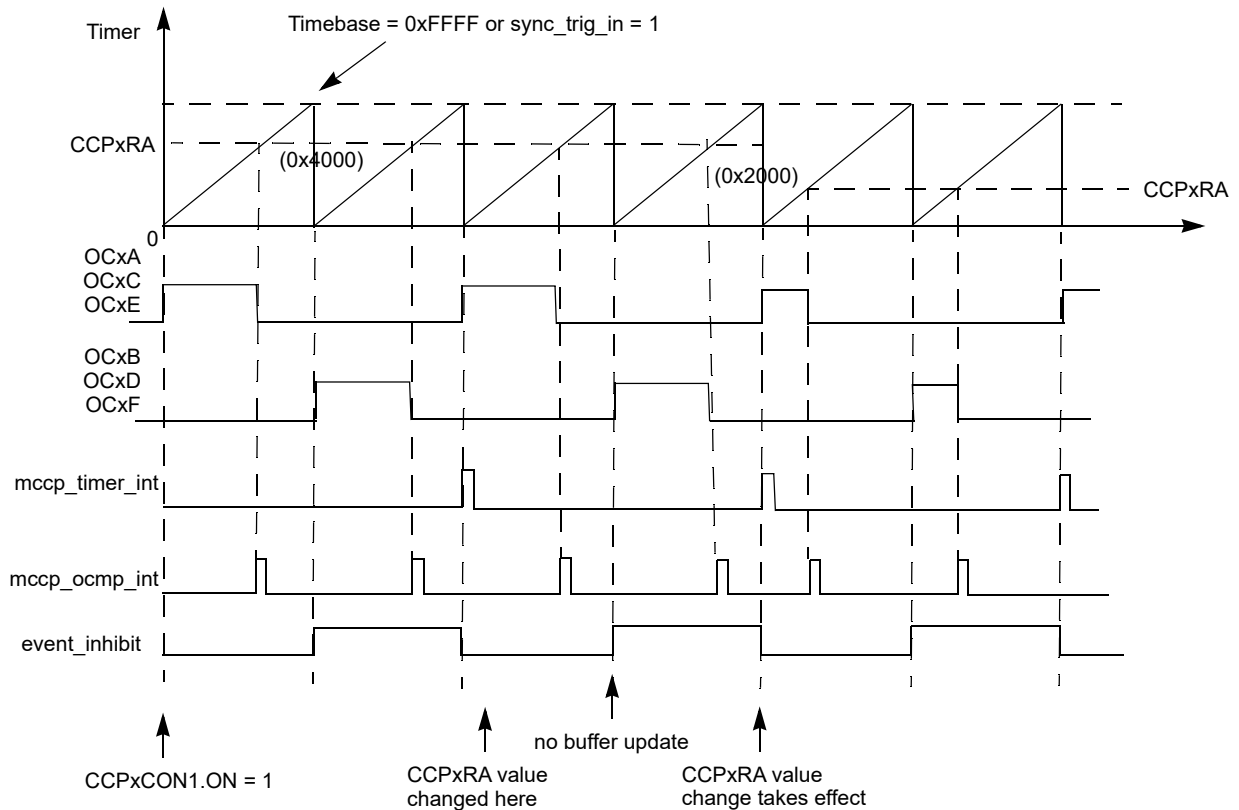 Timebase = 0xFFFF or sync_trig_in = 1
Timer
CCPxRA
(0x4000)
(0x2000)
CCPxRA
0
OCxA
OCxC
OCxE
OCxB
OCxD
OCxF
mccp_timer_int
mccp_ocmp_int
event_inhibit
no buffer update
CCPxCON1.ON = 1
CCPxRA value
changed here
CCPxRA value
change takes effect